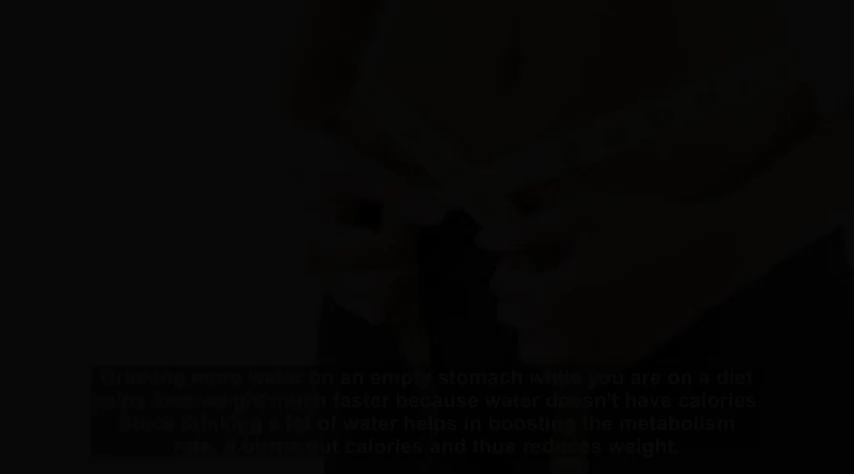 Drinking more water on an empty stomach while you are on a diet
faster because water doesn't have calories
Since drinking a lot of water helps in boosting the metabolism
rate, it burns out calories and thus reduces weight.